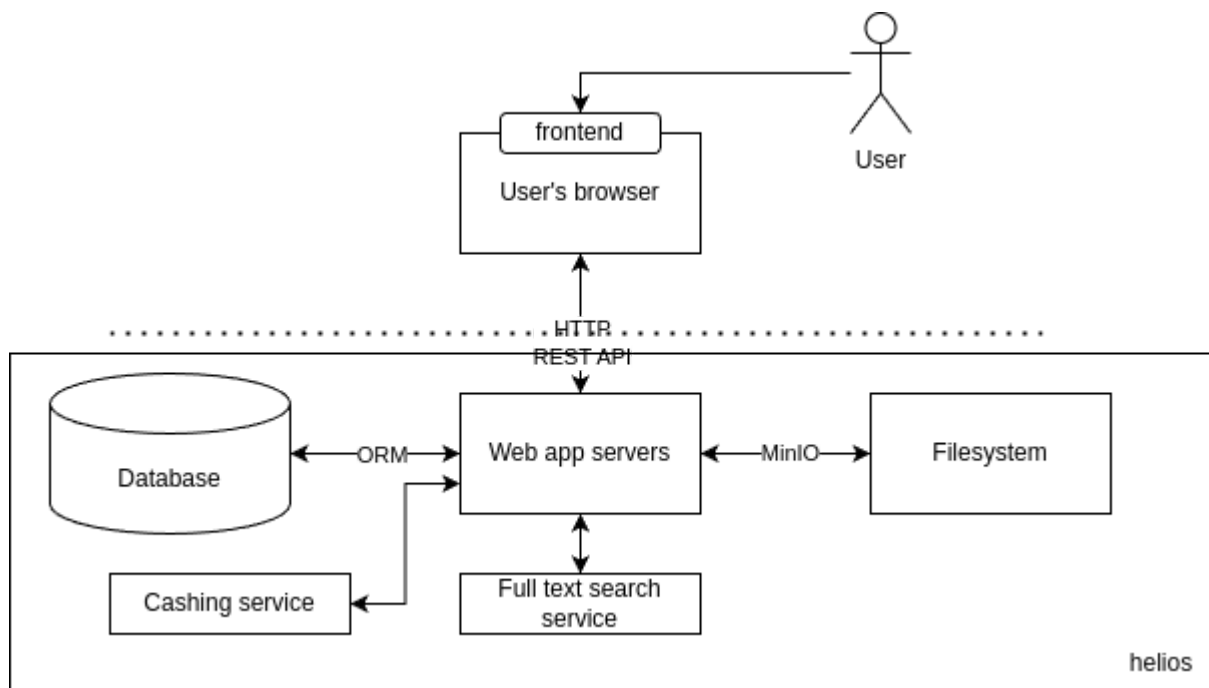 frontend
User's browser
User
HTTP
REST API
Database
ORM
Web app servers
MinIO
Filesystem
Cashing service
Full text search
service
helios